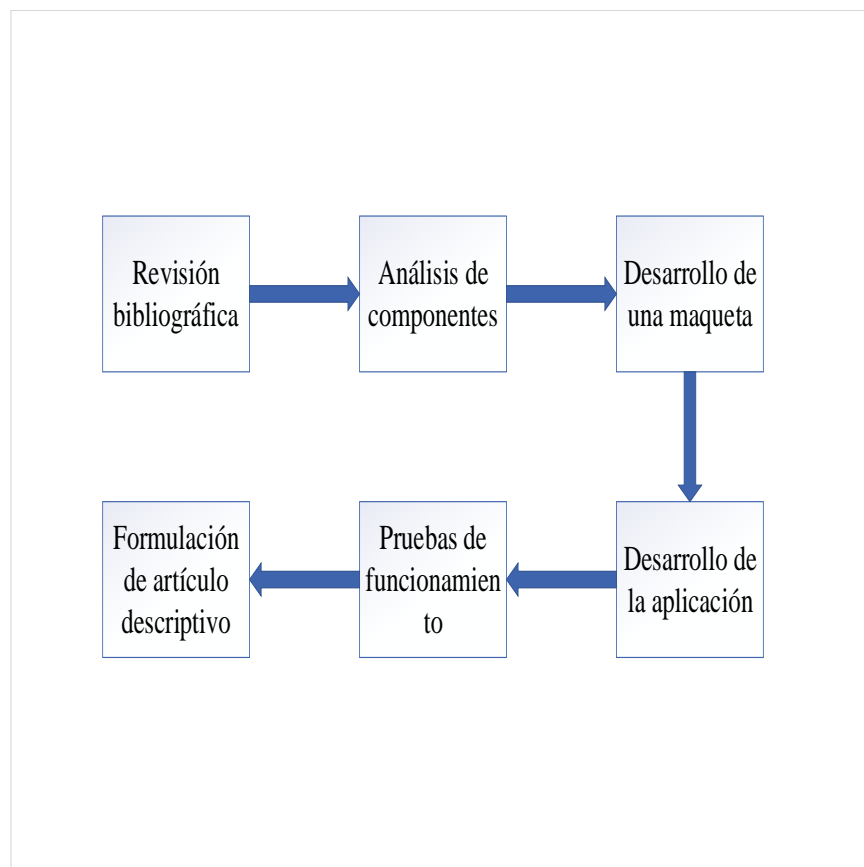 Revisión
bibliográfica
Análisis de
componentes
Desarrollo de
una maqueta
Desarrollo de
la aplicación
Pruebas de
funcionamien
to
Formulación
de artículo
descriptivo